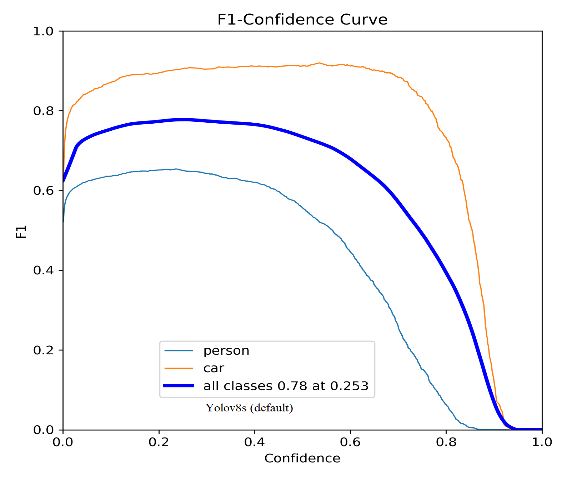 F1-Confidence Curve
1.0
0.8
0.6
0.4
0.2
0.0
F1
person
car
all classes 0.78 at 0.253
Yolov8s (default)
0.0 0.2 0.4 0.6 0.8 1.0
Confidence